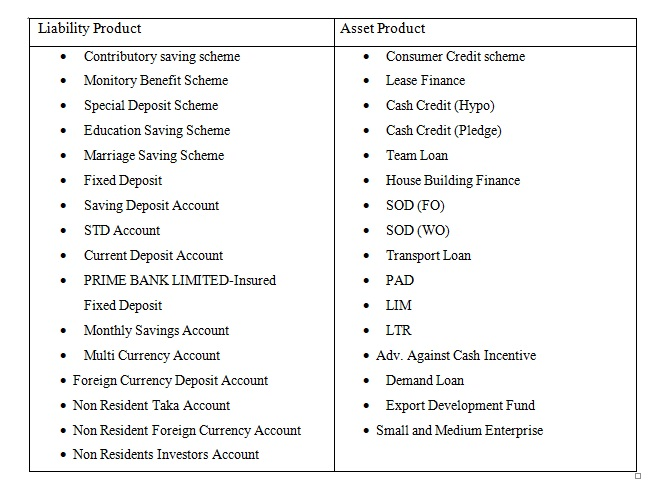 Liability Product
Contributory saving scheme
Monitory Benefit Scheme
Special Deposit Scheme
Education Saving Scheme
Marriage Saving Scheme
Fixed Deposit
Saving Deposit Account
STD Account
Current Deposit Account
PRIME BANK LIMITED-Insured
Fixed Deposit
Monthly Savings Account
Multi Currency Account
Foreign Currency Deposit Account
Non Resident Taka Account
Non Resident Foreign Currency Account
Non Residents Investors Account
Asset Product
Consumer Credit scheme
Lease Finance
Cash Credit (Hypo)
Cash Credit (Pledge)
Team Loan
House Building Finance
SOD (FO)
SOD (WO)
Transport Loan
PAD
LIM
LTR
Adv. Against Cash Incentive
Demand Loan
Export Development Fund
Small and Medium Enterprise